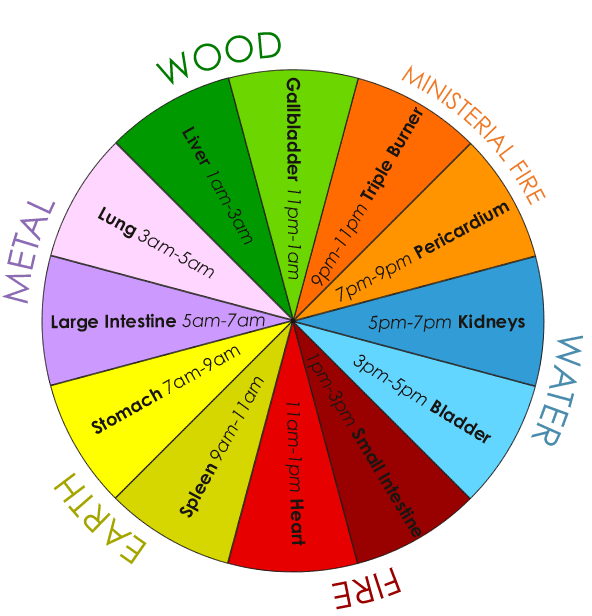 WOOD
Gallbladder 11pm-1am
MINISTERIAL FIRE
Triple Burner
9pm-11pm
7pm-9pm Pericardium
WATER
5pm-7pm Kidneys
3pm-5pm Bladder
FIRE
1pm-3pm Small Intestine
11am-1pm Heart
EARTH
Spleen 9am-11am
Stomach 7am-9am
METAL
Large Intestine 5am-7am
Lung 3am-5am
Liver 1am-3am